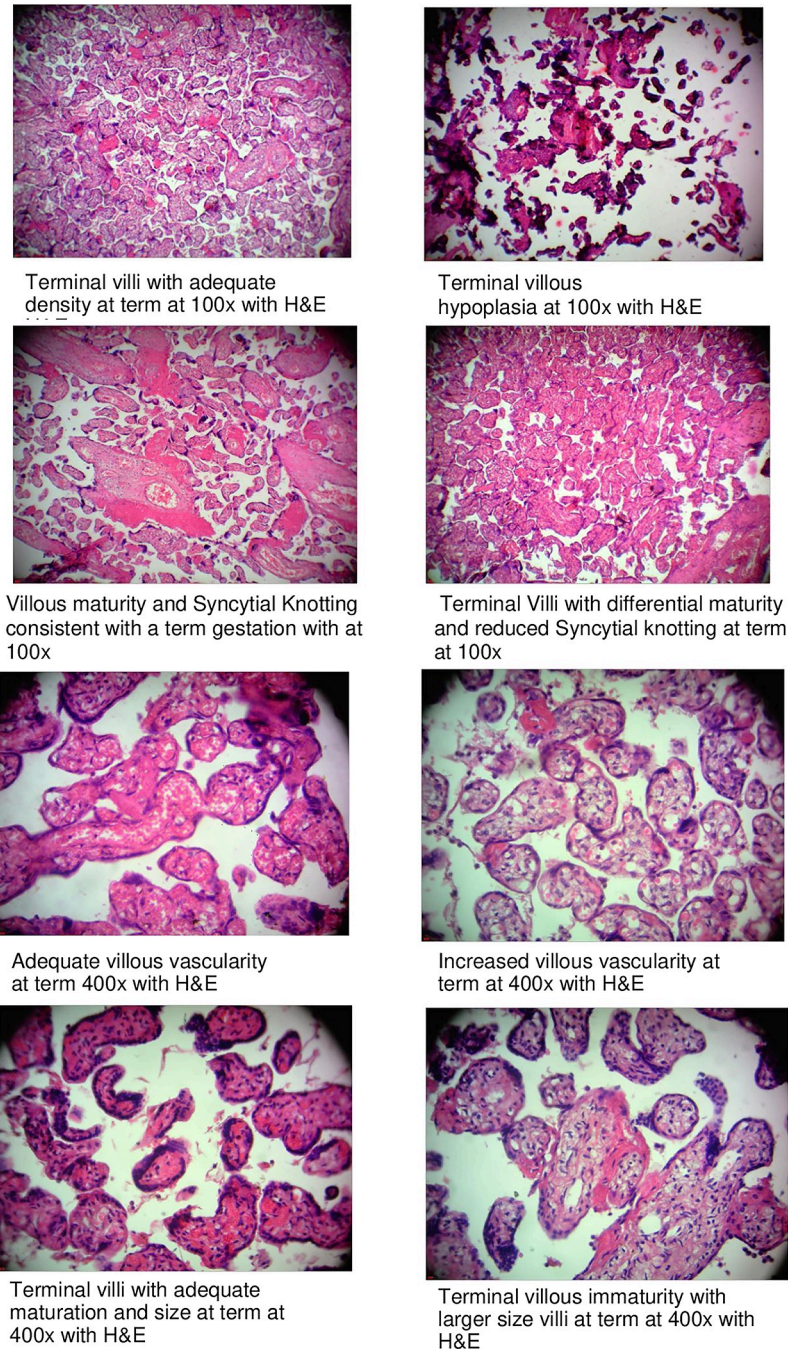 Terminal villi with adequate
density at term at 100x with H&E
Terminal villous
hypoplasia at 100x with H&E
Villous maturity and Syncytial Knotting
consistent with a term gestation with at
100x
Terminal Villi with differential maturity
and reduced Syncytial knotting at term
at 100x
Adequate villous vascularity
at term 400x with H&E
Increased villous vascularity at
term at 400x with H&E
Terminal villi with adequate
maturation and size at term at
400x with H&E
Terminal villous immaturity with
larger size villi at term at 400x with
H&E